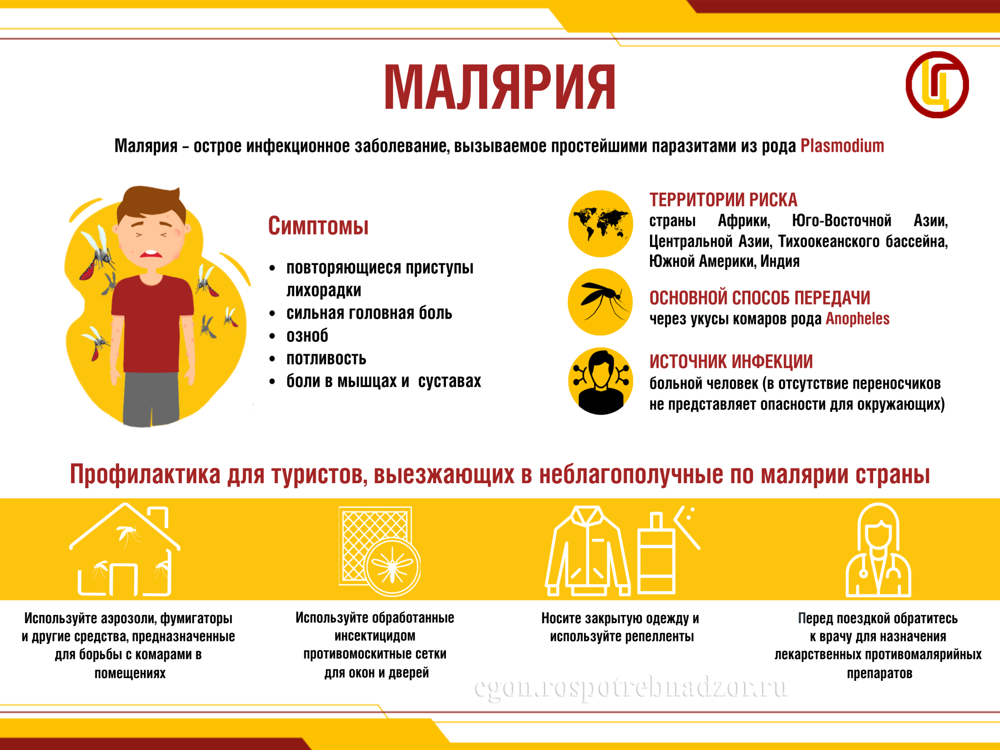 МАЛЯРИЯ
Малярия – острое инфекционное заболевание, вызываемое простейшими паразитами из рода Plasmodium
Симптомы
• повторяющиеся приступы
лихорадки
• сильная головная боль
• озноб
• потливость
• боли в мышцах и суставах
ТЕРРИТОРИИ РИСКА
страны Африки, Юго-Восточной Азии,
Центральной Азии, Тихоокеанского бассейна,
Южной Америки, Индия
ОСНОВНОЙ СПОСОБ ПЕРЕДАЧИ
через укусы комаров рода Anopheles
ИСТОЧНИК ИНФЕКЦИИ
больной человек (в отсутствие переносчиков
не представляет опасности для окружающих)
Профилактика для туристов, выезжающих в неблагополучные по малярии страны
Используйте аэрозоли, фумигаторы
и другие средства, предназначенные
для борьбы с комарами в
помещениях
Используйте обработанные
инсектицидом
противомоскитные сетки
для окон и дверей
Носите закрытую одежду и
используйте репелленты
Перед поездкой обратитесь
к врачу для назначения
лекарственных противомалярийных
препаратов
cgon.rospotrebnadzor.ru